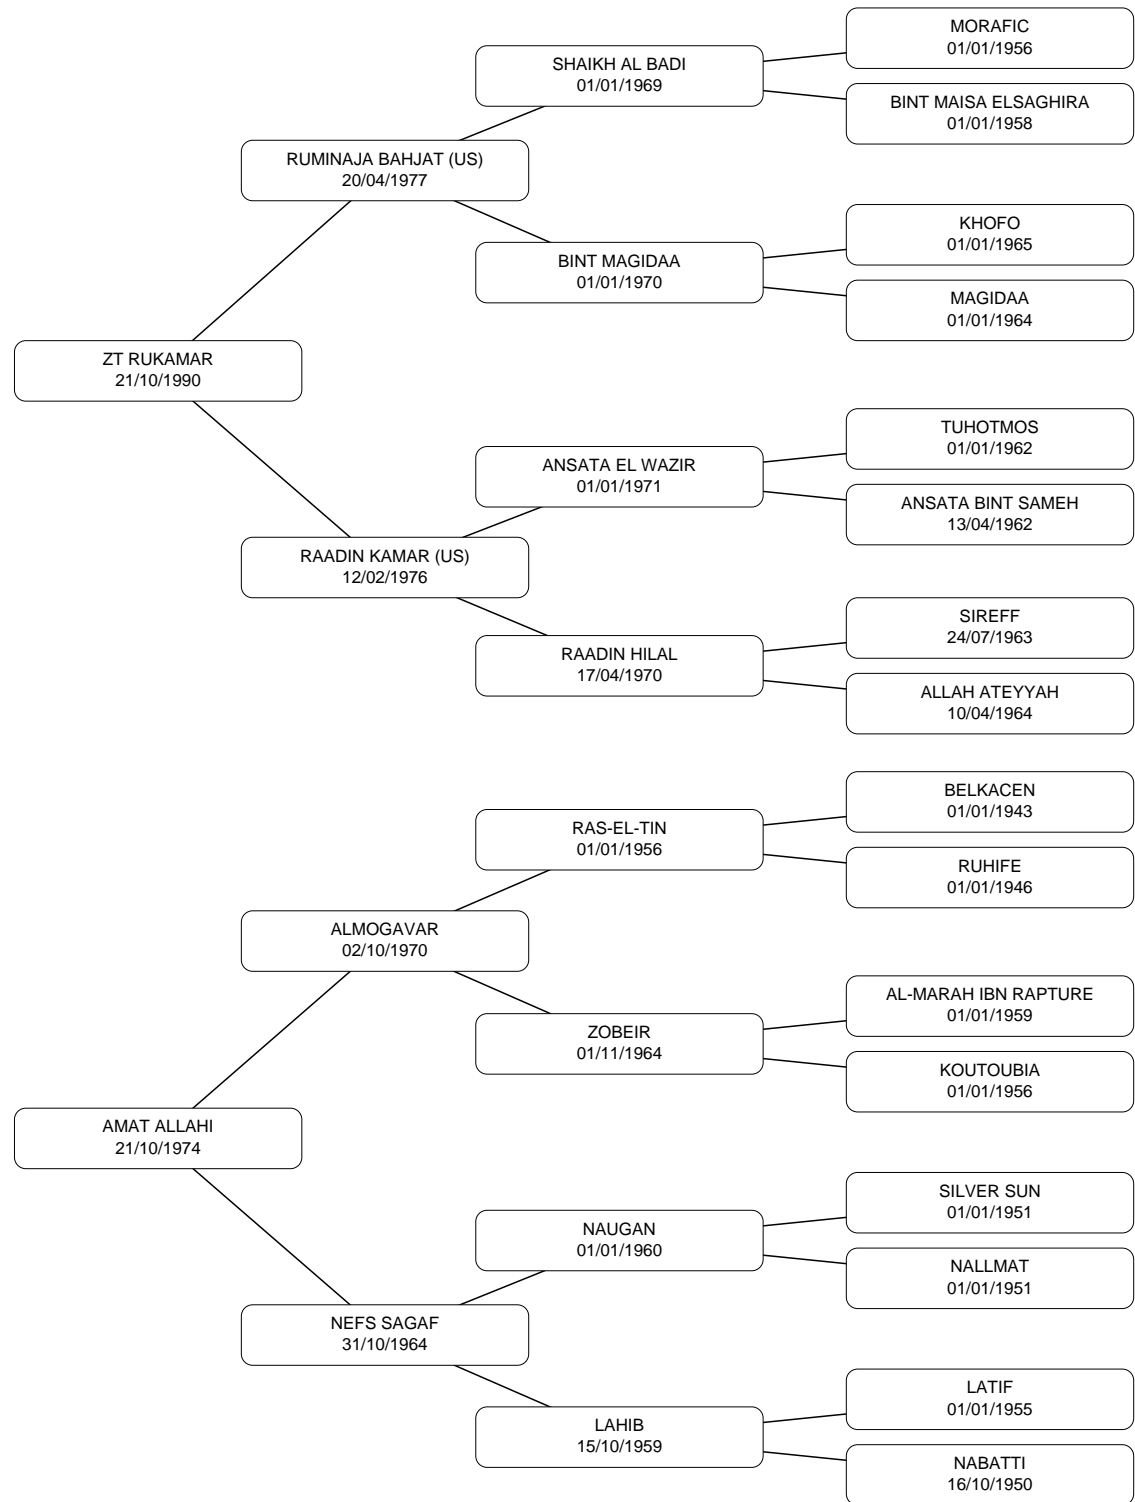 MORAFIC
01/01/1956
SHAIKH AL BADI
01/01/1969
BINT MAISA ELSAGHIRA
01/01/1958
RUMINAJA BAHJAT (US)
20/04/1977
KHOFO
01/01/1965
BINT MAGIDAA
01/01/1970
MAGIDAA
01/01/1964
ZT RUKAMAR
21/10/1990
TUHOTMOS
01/01/1962
ANSATA EL WAZIR
01/01/1971
ANSATA BINT SAMEH
13/04/1962
RAADIN KAMAR (US)
12/02/1976
SIREFF
24/07/1963
RAADIN HILAL
17/04/1970
ALLAH ATEYYAH
10/04/1964
BELKACEN
01/01/1943
RAS-EL-TIN
01/01/1956
RUHIFE
01/01/1946
ALMOGAVAR
02/10/1970
AL-MARAH IBN RAPTURE
01/01/1959
ZOBEIR
01/11/1964
KOUTOUBIA
01/01/1956
AMAT ALLAHI
21/10/1974
SILVER SUN
01/01/1951
NAUGAN
01/01/1960
NALLMAT
01/01/1951
NEFS SAGAF
31/10/1964
LATIF
01/01/1955
LAHIB
15/10/1959
NABATTI
16/10/1950